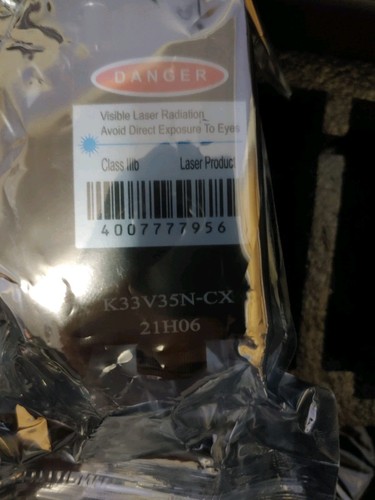 DANGER
Visible Laser Radiation
Avoid Direct Exposure To Eyes
Class IIIb Laser Product
4007777956
K33V35N-CX
21H06